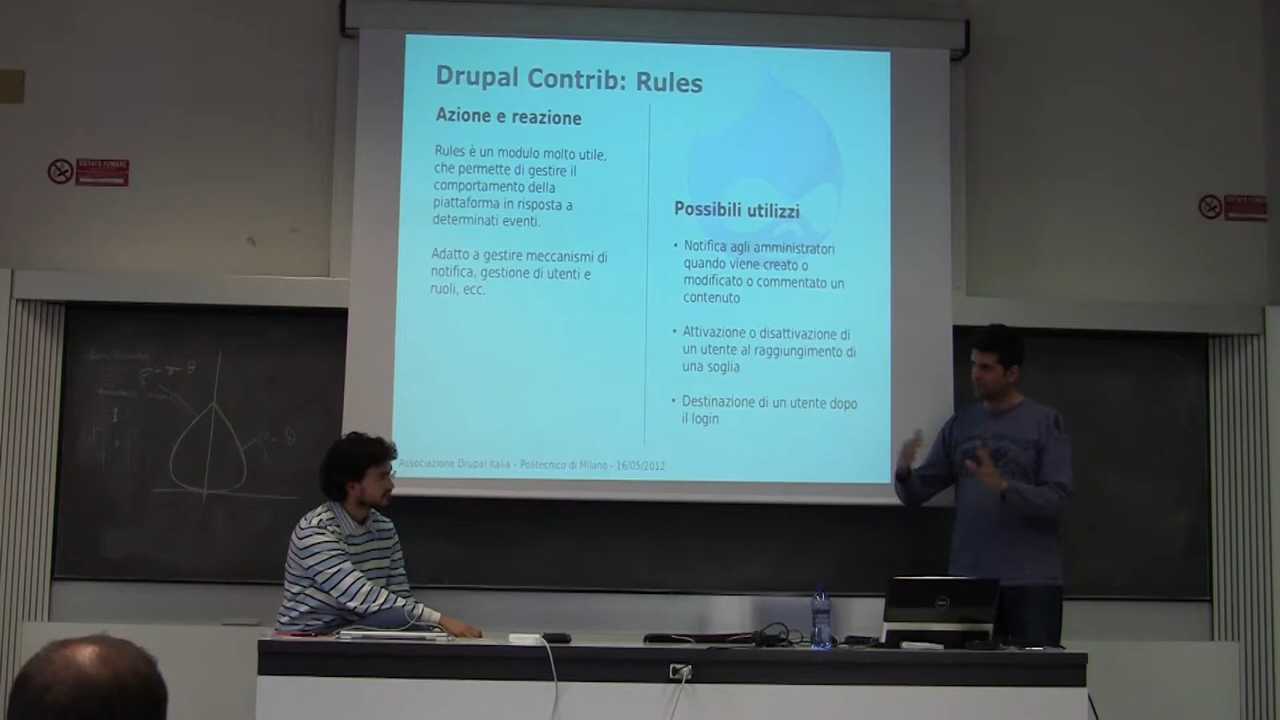 Drupal Contrib: Rules
Azione e reazione
Rules è un modulo molto utile,
che permette di gestire il
comportamento della
piattaforma in risposta a
determinati eventi.
Adatto a gestire meccanismi di
notifica, gestione di utenti e
ruoli, ecc.
Possibili utilizzi
• Notifica agli amministratori
quando viene creato o
modificato o commentato un
contenuto
• Attivazione o disattivazione di
un utente al raggiungimento di
una soglia
• Destinazione di un utente dopo
il login
Associazione Drupal Italia - Politecnico di Milano - 16/05/2012
VIETATO FUMARE
VIETATO FUMARE